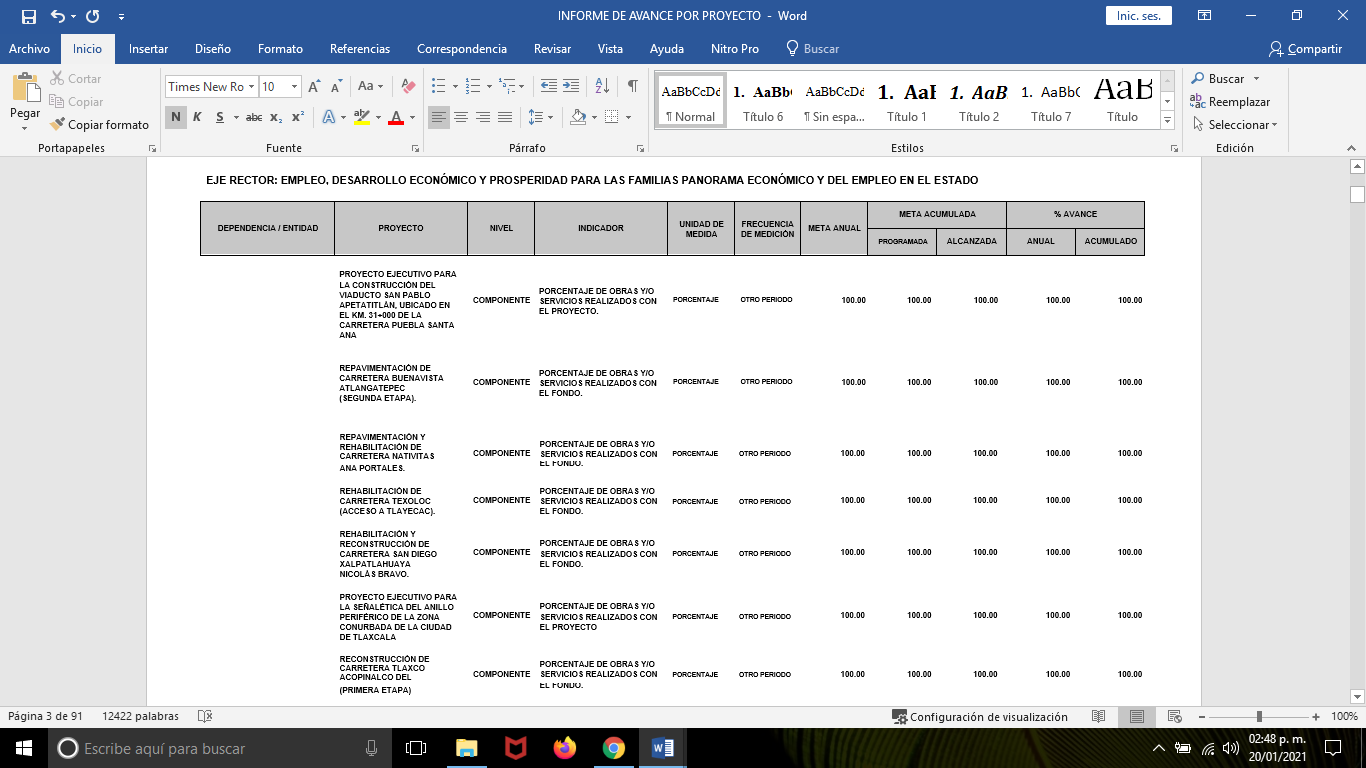 INFORME DE AVANCE POR PROYECTO - Word
Inic. ses.
Archivo Inicio Insertar Diseño Formato Referencias Correspondencia Revisar Vista Ayuda Nitro Pro Buscar Compartir
Pegar
Cortar
Copiar
Copiar formato
Portapapeles
Times New Ro 10
Aa
N K S abc x₂ x²
Fuente
Párrafo
AaBbCcDd 1. AaBb( AaBbCcDd 1. AaB 1. AaB 1. AaBbC AaB
¶ Normal Título 6 ¶ Sin espa... Título 1 Título 2 Título 7 Título
Estilos
Buscar
Reemplazar
Seleccionar
Edición
EJE RECTOR: EMPLEO, DESARROLLO ECONÓMICO Y PROSPERIDAD PARA LAS FAMILIAS PANORAMA ECONÓMICO Y DEL EMPLEO EN EL ESTADO
DEPENDENCIA / ENTIDAD
PROYECTO
NIVEL
INDICADOR
UNIDAD DE
MEDIDA
FRECUENCIA
DE MEDICIÓN
META ANUAL
META ACUMULADA
PROGRAMADA ALCANZADA
% AVANCE
ANUAL ACUMULADO
PROYECTO EJECUTIVO PARA
LA CONSTRUCCIÓN DEL
VIADUCTO SAN PABLO
APETATITLÁN, UBICADO EN
EL KM. 31+000 DE LA
CARRETERA PUEBLA SANTA
ANA
COMPONENTE
PORCENTAJE DE OBRAS Y/O
SERVICIOS REALIZADOS CON
EL PROYECTO.
PORCENTAJE OTRO PERIODO 100.00 100.00 100.00 100.00 100.00
REPAVIMENTACIÓN DE
CARRETERA BUENAVISTA
ATLANGATEPEC
(SEGUNDA ETAPA).
COMPONENTE
PORCENTAJE DE OBRAS Y/O
SERVICIOS REALIZADOS CON
EL FONDO.
PORCENTAJE OTRO PERIODO 100.00 100.00 100.00 100.00 100.00
REPAVIMENTACIÓN Y
REHABILITACIÓN DE
CARRETERA NATIVITAS
ANA PORTALES.
COMPONENTE
PORCENTAJE DE OBRAS Y/O
SERVICIOS REALIZADOS CON
EL FONDO.
PORCENTAJE OTRO PERIODO 100.00 100.00 100.00 100.00 100.00
REHABILITACIÓN DE
CARRETERA TEXOLOC
(ACCESO A TLAYECAC).
COMPONENTE
PORCENTAJE DE OBRAS Y/O
SERVICIOS REALIZADOS CON
EL FONDO.
PORCENTAJE OTRO PERIODO 100.00 100.00 100.00 100.00 100.00
REHABILITACIÓN Y
RECONSTRUCCIÓN DE
CARRETERA SAN DIEGO
XALPATLAHUAYA
NICOLÁS BRAVO.
COMPONENTE
PORCENTAJE DE OBRAS Y/O
SERVICIOS REALIZADOS CON
EL FONDO.
PORCENTAJE OTRO PERIODO 100.00 100.00 100.00 100.00 100.00
PROYECTO EJECUTIVO PARA
LA SEÑALÉTICA DEL ANILLO
PERIFÉRICO DE LA ZONA
CONURBADA DE LA CIUDAD
DE TLAXCALA
COMPONENTE
PORCENTAJE DE OBRAS Y/O
SERVICIOS REALIZADOS CON
EL PROYECTO
PORCENTAJE OTRO PERIODO 100.00 100.00 100.00 100.00 100.00
RECONSTRUCCIÓN DE
CARRETERA TLAXCO
ACOPINALCO DEL
(PRIMERA ETAPA)
COMPONENTE
PORCENTAJE DE OBRAS Y/O
SERVICIOS REALIZADOS CON
EL FONDO.
PORCENTAJE OTRO PERIODO 100.00 100.00 100.00 100.00 100.00
Página 3 de 91 12422 palabras Configuración de visualización 100%
Escribe aquí para buscar
02:48 p. m.
20/01/2021